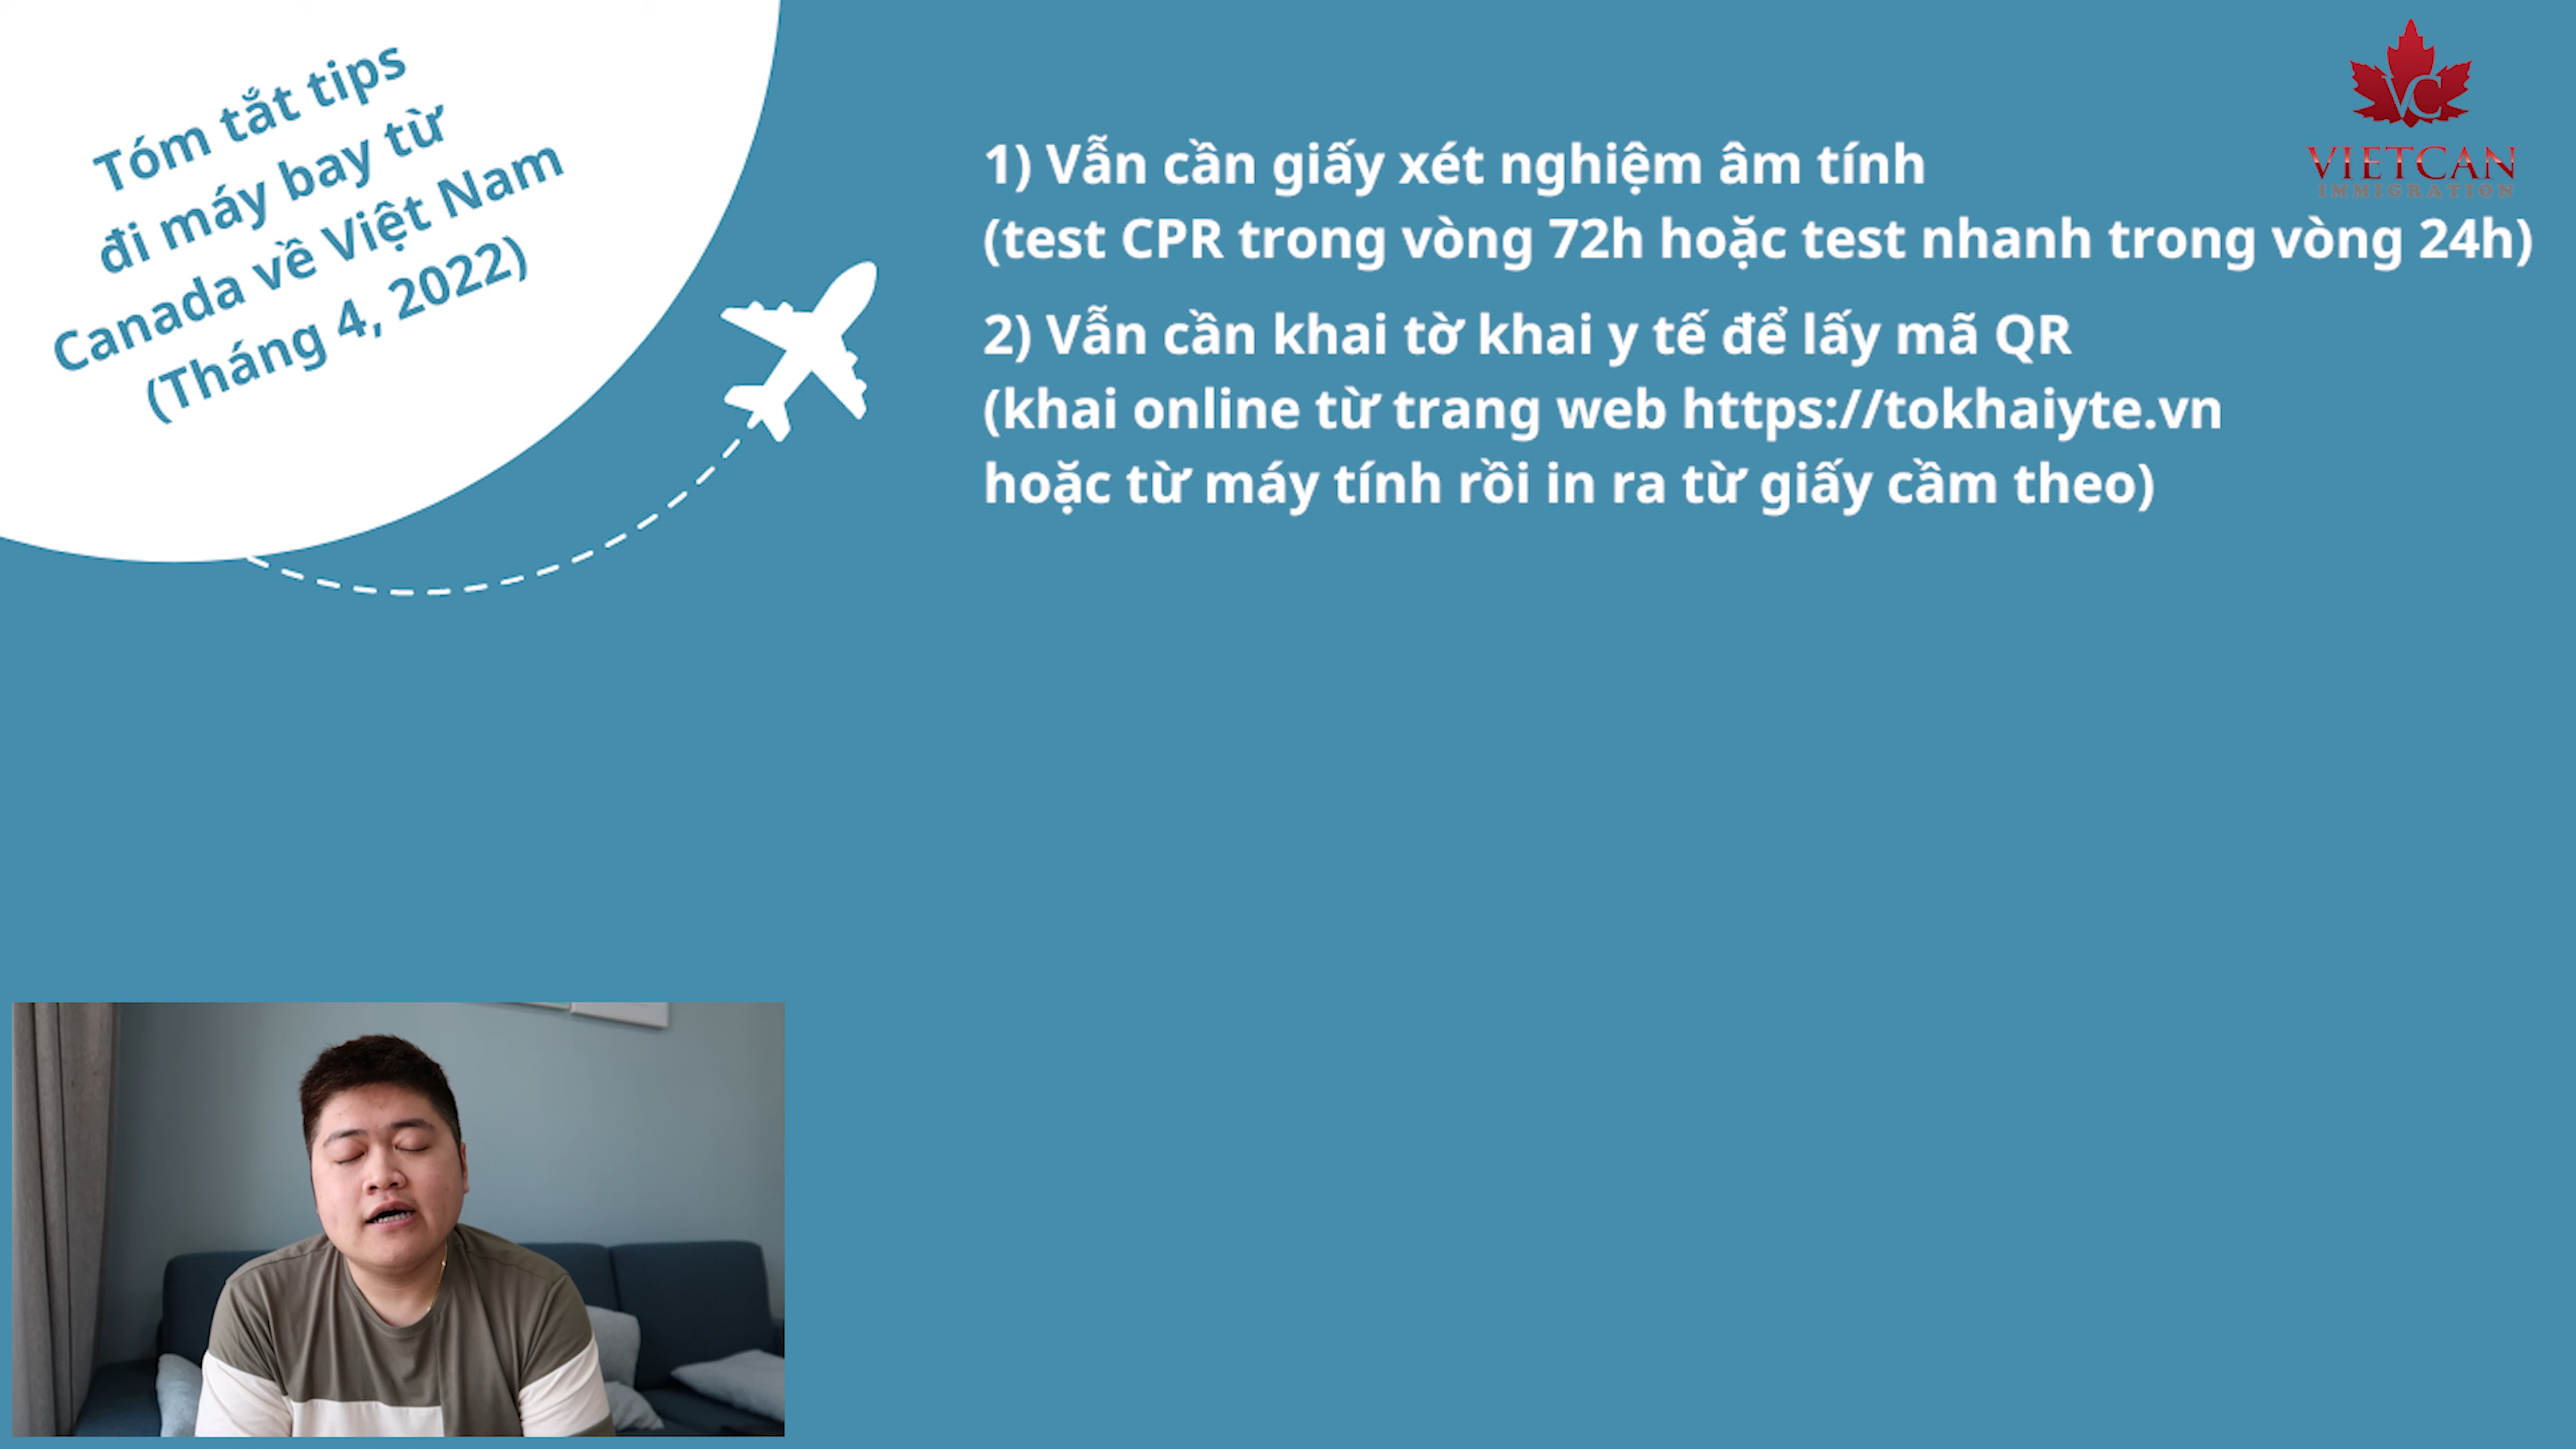 Tóm tắt tips
đi máy bay từ
Canada về Việt Nam
(Tháng 4, 2022)
1) Vẫn cần giấy xét nghiệm âm tính
(test CPR trong vòng 72h hoặc test nhanh trong vòng 24h)
2) Vẫn cần khai tờ khai y tế để lấy mã QR
(khai online từ trang web https://tokhaiyte.vn
hoặc từ máy tính rồi in ra từ giấy cầm theo)
VC
VIETCAN
IMMIGRATION